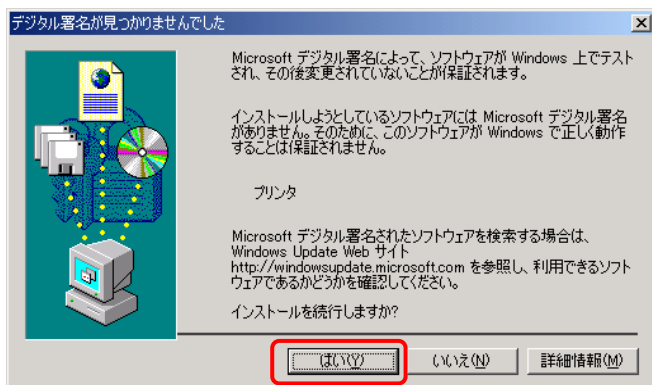 デジタル署名が見つかりませんでした
Microsoft デジタル署名によって、ソフトウェアが Windows 上でテスト
され、その後変更されていないことが保証されます。
インストールしようとしているソフトウェアには Microsoft デジタル署名
がありません。そのために、このソフトウェアが Windows で正しく動作
することは保証されません。
プリンタ
Microsoft デジタル署名されたソフトウェアを検索する場合は、
Windows Update Web サイト
http://windowsupdate.microsoft.com を参照し、利用できるソフト
ウェアであるかどうかを確認してください。
インストールを続行しますか?
はい(Y) いいえ(N) 詳細情報(M)